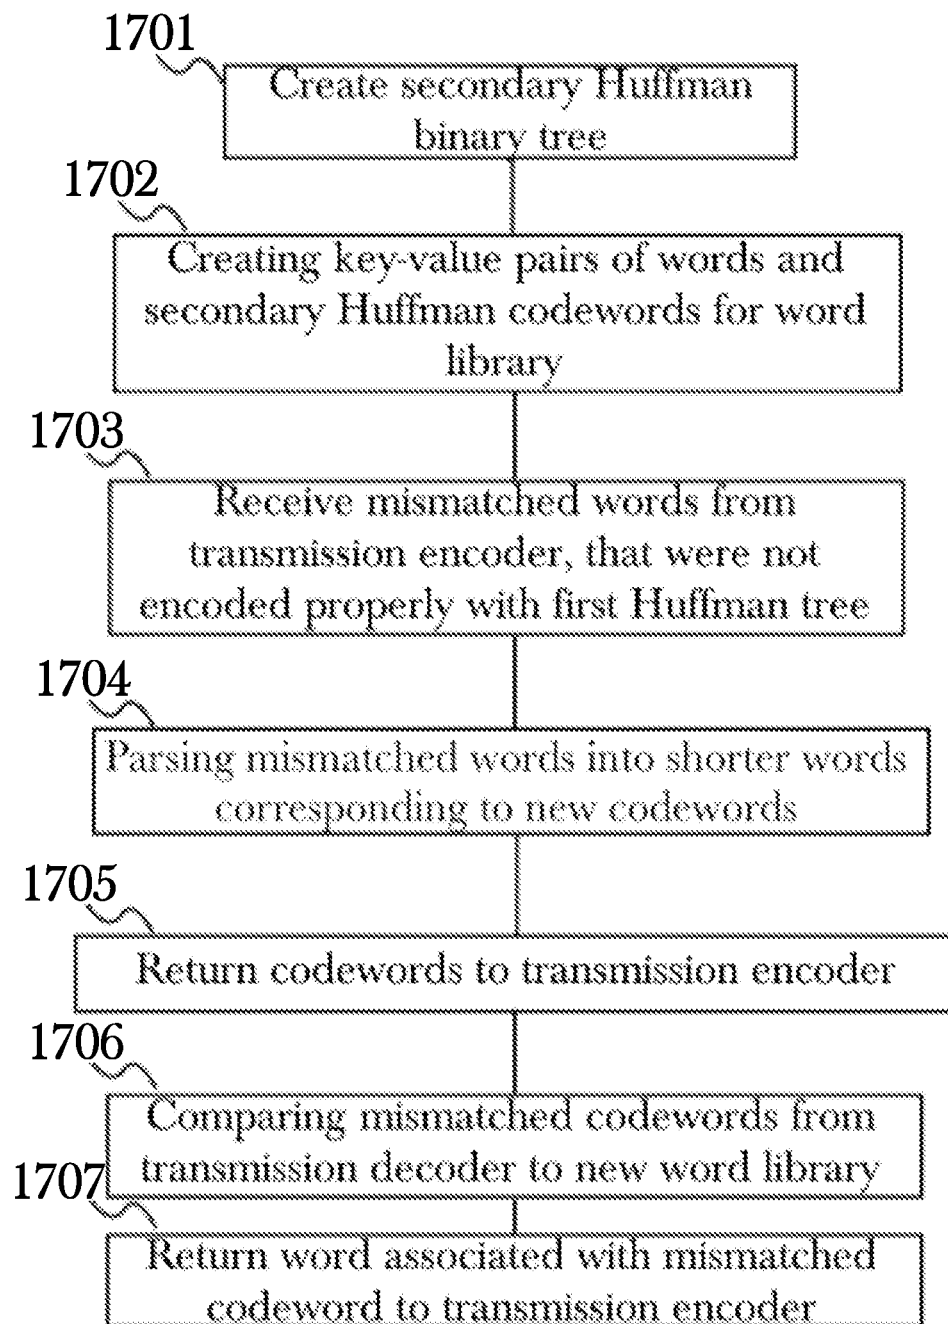 1701
Create secondary Huffman
binary tree
1702
Creating key-value pairs of words and
secondary Huffman codewords for word
library
1703
Receive mismatched words from
transmission encoder, that were not
encoded properly with first Huffman tree
1704
Parsing mismatched words into shorter words
corresponding to new codewords
1705
Return codewords to transmission encoder
1706
Comparing mismatched codewords from
transmission decoder to new word library
1707
Return word associated with mismatched
codeword to transmission encoder